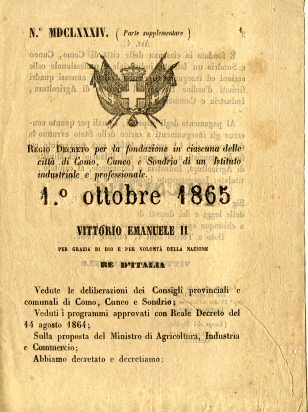 N.° MDCLXXXIV. (Parte supplementare)
REGIO DECRETO per la fondazione in ciascuna delle
città di Como, Cuneo e Sondrio di un Istituto
industriale e professionale.
1.° ottobre 1865
VITTORIO EMANUELE II
PER GRAZIA DI DIO E PER VOLONTÀ DELLA NAZIONE
RE D'ITALIA
Vedute le deliberazioni dei Consigli provinciali e
comunali di Como, Cuneo e Sondrio;
Veduti i programmi approvati con Reale Decreto del
14 agosto 1864;
Sulla proposta del Ministro di Agricoltura, Industria
e Commercio;
Abbiamo decretato e decretiamo: